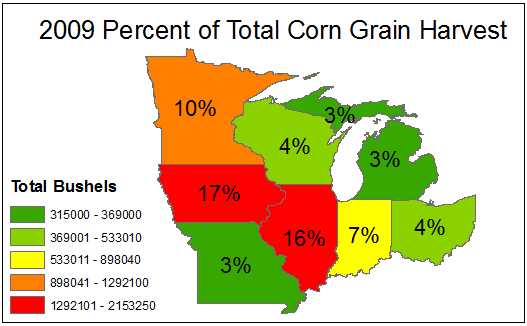 2009 Percent of Total Corn Grain Harvest
10%
3%
4%
3%
17%
16%
7%
4%
3%
Total Bushels
315000 - 369000
369001 - 533010
533011 - 898040
898041 - 1292100
1292101 - 2153250